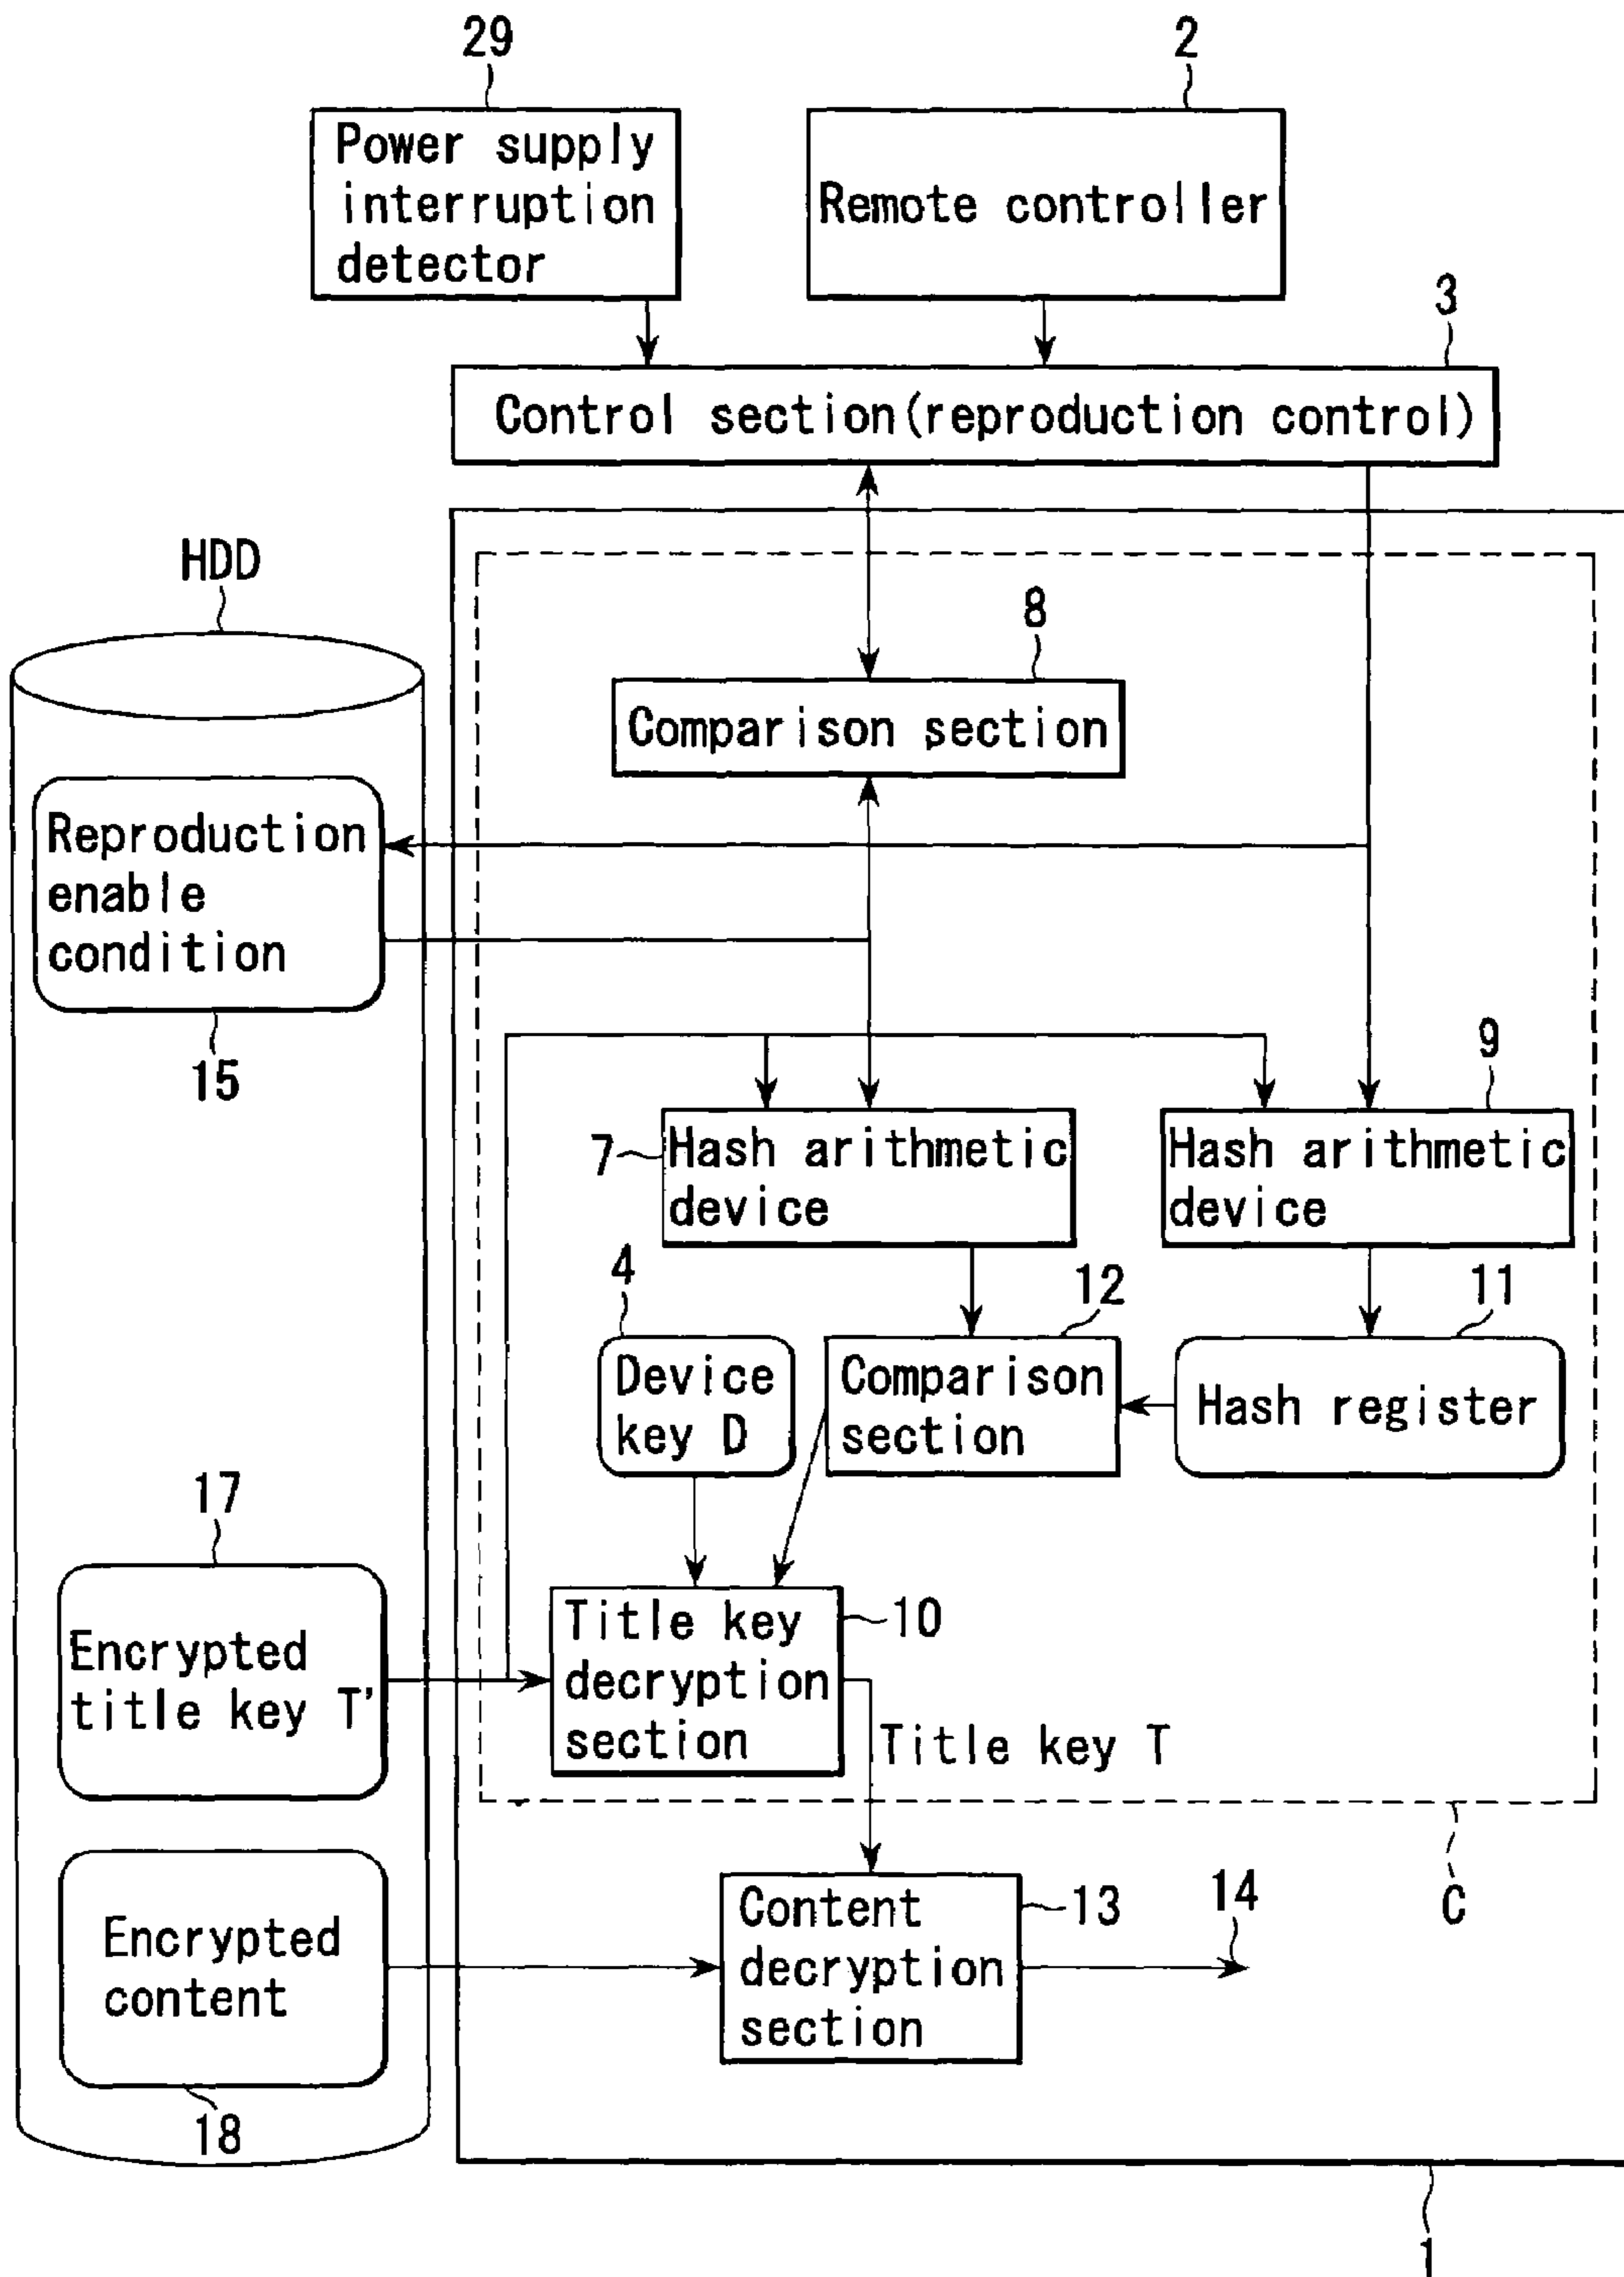 29
2
Power supply
interruption
detector
Remote controller
3
Control section(reproduction control)
HDD
8
Comparison section
Reproduction
enable
condition
15
9
7
Hash arithmetic
device
Hash arithmetic
device
4
12
11
Device
key D
Comparison
section
Hash register
17
Encrypted
title key T'
Title key
decryption
section
10
Title key T
C
Encrypted
content
18
Content
decryption
section
13
14
1